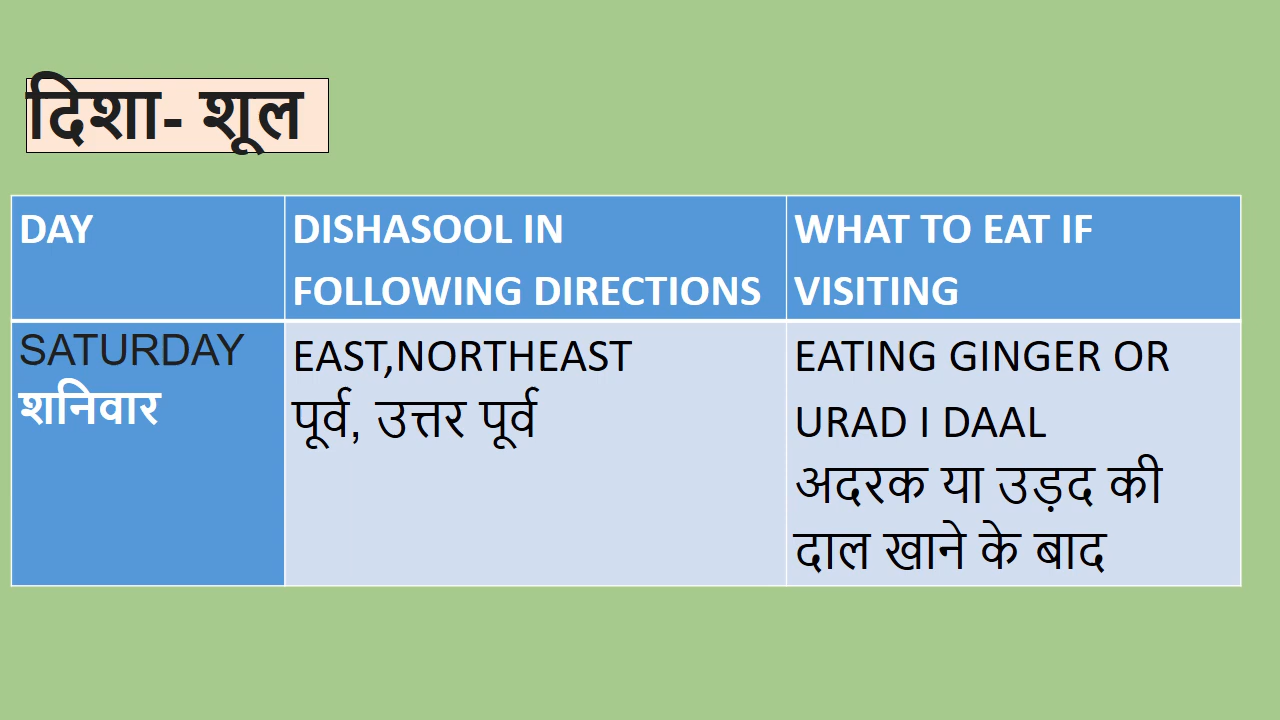 दिशा- शूल
DAY
DISHASOOL IN
FOLLOWING DIRECTIONS
WHAT TO EAT IF
VISITING
SATURDAY
शनिवार
EAST,NORTHEAST
पूर्व, उत्तर पूर्व
EATING GINGER OR
URAD I DAAL
अदरक या उड़द की
दाल खाने के बाद